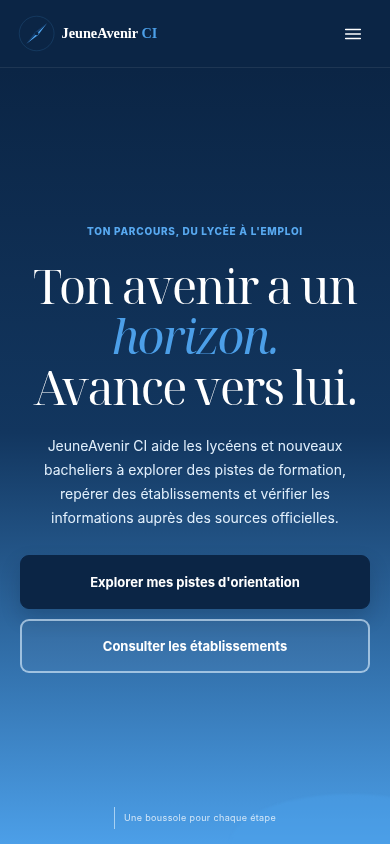 JeuneAvenir CI
TON PARCOURS, DU LYCÉE À L'EMPLOI
Ton avenir a un
horizon.
Avance vers lui.
JeuneAvenir CI aide les lycéens et nouveaux
bacheliers à explorer des pistes de formation,
repérer des établissements et vérifier les
informations auprès des sources officielles.
Explorer mes pistes d'orientation
Consulter les établissements
Une boussole pour chaque étape